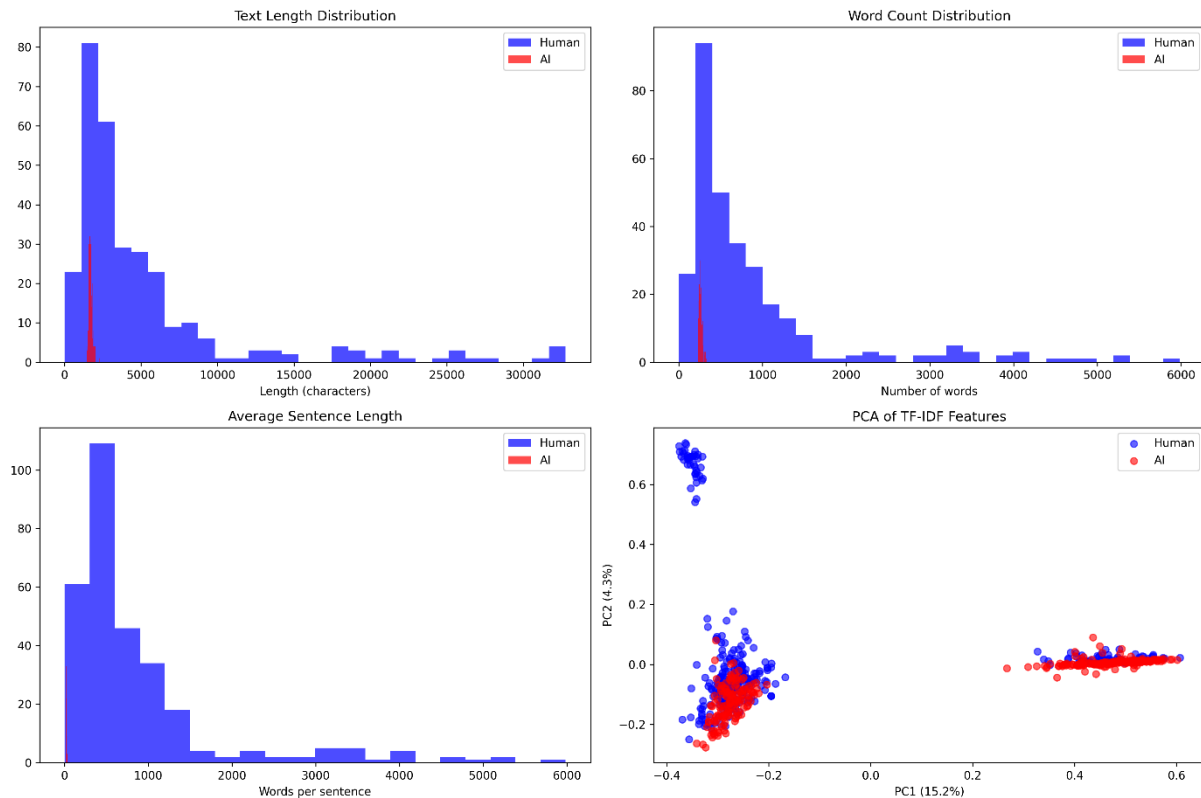 Text Length Distribution
Human
AI
80
70
60
50
40
30
20
10
0
0 5000 10000 15000 20000 25000 30000
Length (characters)
Word Count Distribution
Human
AI
80
60
40
20
0
0 1000 2000 3000 4000 5000 6000
Number of words
Average Sentence Length
Human
AI
100
80
60
40
20
0
0 1000 2000 3000 4000 5000 6000
Words per sentence
PCA of TF-IDF Features
Human
AI
PC2 (4.3%)
0.6
0.4
0.2
0.0
−0.2
−0.4 −0.2 0.0 0.2 0.4 0.6
PC1 (15.2%)